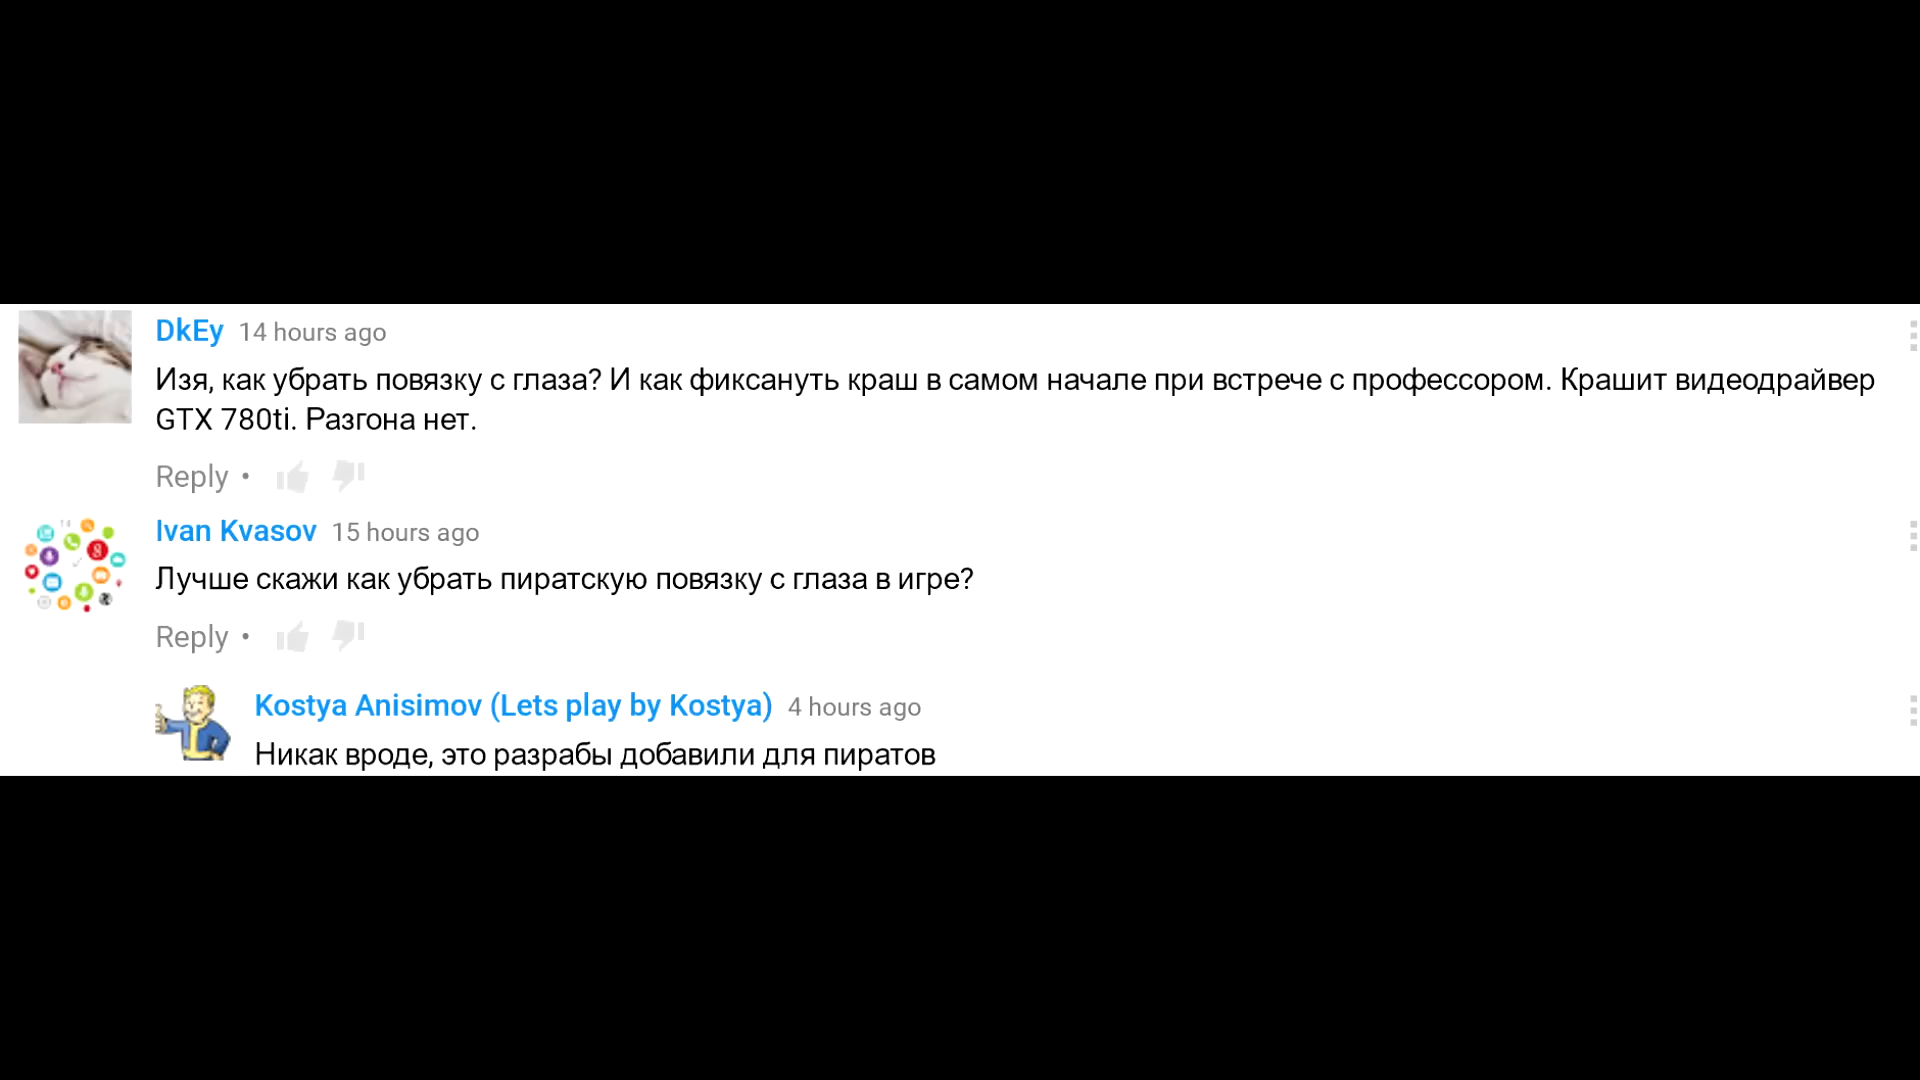 DkEy 14 hours ago
Изя, как убрать повязку с глаза? И как фиксануть краш в самом начале при встрече с профессором. Крашит видеодрайвер
GTX 780ti. Разгона нет.
Reply •
Ivan Kvasov 15 hours ago
Лучше скажи как убрать пиратскую повязку с глаза в игре?
Reply •
Kostya Anisimov (Lets play by Kostya) 4 hours ago
Никак вроде, это разрабы добавили для пиратов